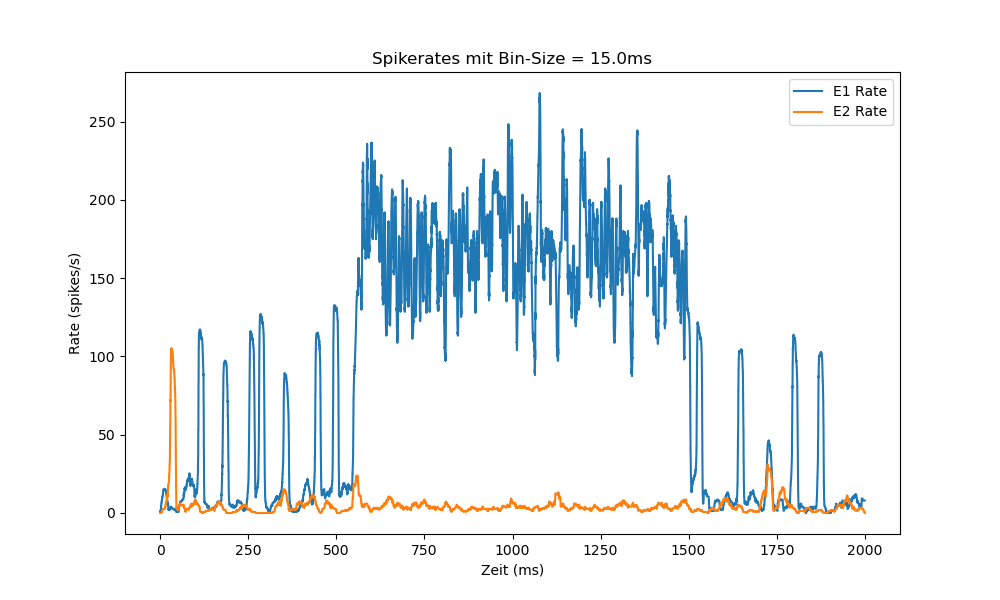 Spikerates mit Bin-Size = 15.0ms
E1 Rate
E2 Rate
250
200
150
100
50
0
Rate (spikes/s)
0 250 500 750 1000 1250 1500 1750 2000
Zeit (ms)